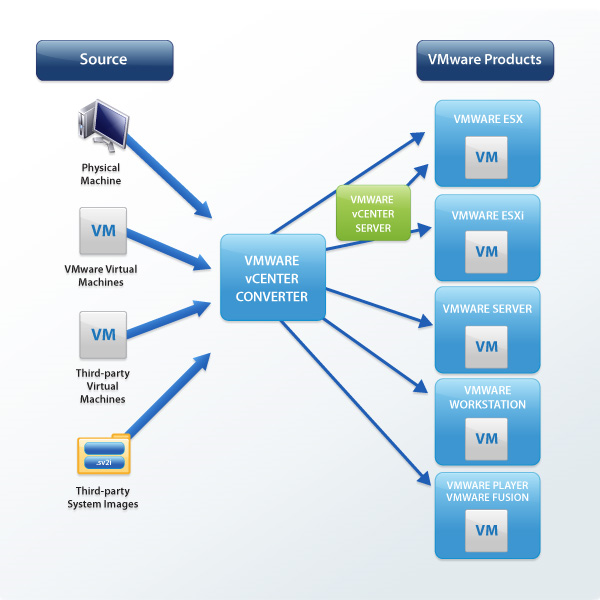 Source
VMware Products
Physical
Machine
VM
VMware Virtual
Machines
VM
Third-party
Virtual
Machines
.sv2i
Third-party
System Images
VMWARE
vCENTER
CONVERTER
VMWARE
vCENTER
SERVER
VMWARE ESX
VM
VMWARE ESXi
VM
VMWARE SERVER
VM
VMWARE
WORKSTATION
VM
VMWARE PLAYER
VMWARE FUSION
VM